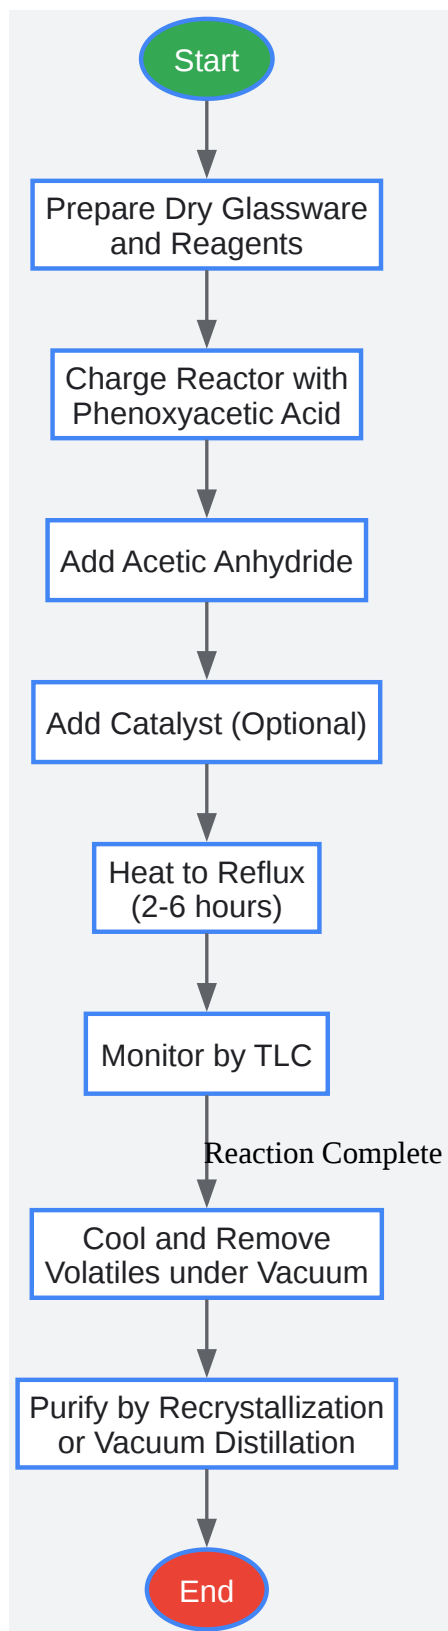 Start
Prepare Dry Glassware
and Reagents
Charge Reactor with
Phenoxyacetic Acid
Add Acetic Anhydride
Add Catalyst (Optional)
Heat to Reflux
(2-6 hours)
Monitor by TLC
Reaction Complete
Cool and Remove
Volatiles under Vacuum
Purify by Recrystallization
or Vacuum Distillation
End